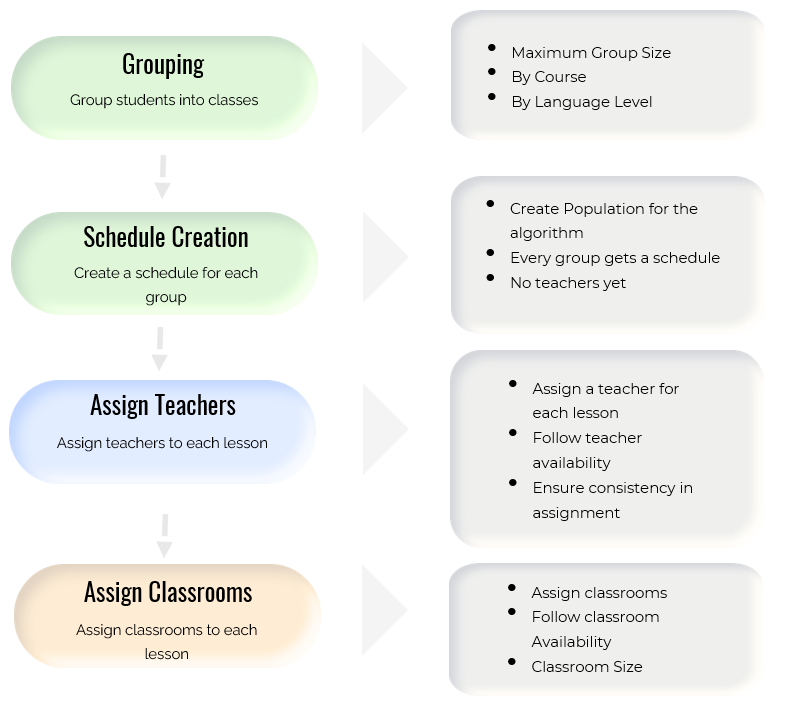 Grouping
Group students into classes
• Maximum Group Size
• By Course
• By Language Level
Schedule Creation
Create a schedule for each
group
• Create Population for the
algorithm
• Every group gets a schedule
• No teachers yet
Assign Teachers
Assign teachers to each lesson
• Assign a teacher for
each lesson
• Follow teacher
availability
• Ensure consistency in
assignment
Assign Classrooms
Assign classrooms to each
lesson
• Assign classrooms
• Follow classroom
Availability
• Classroom Size